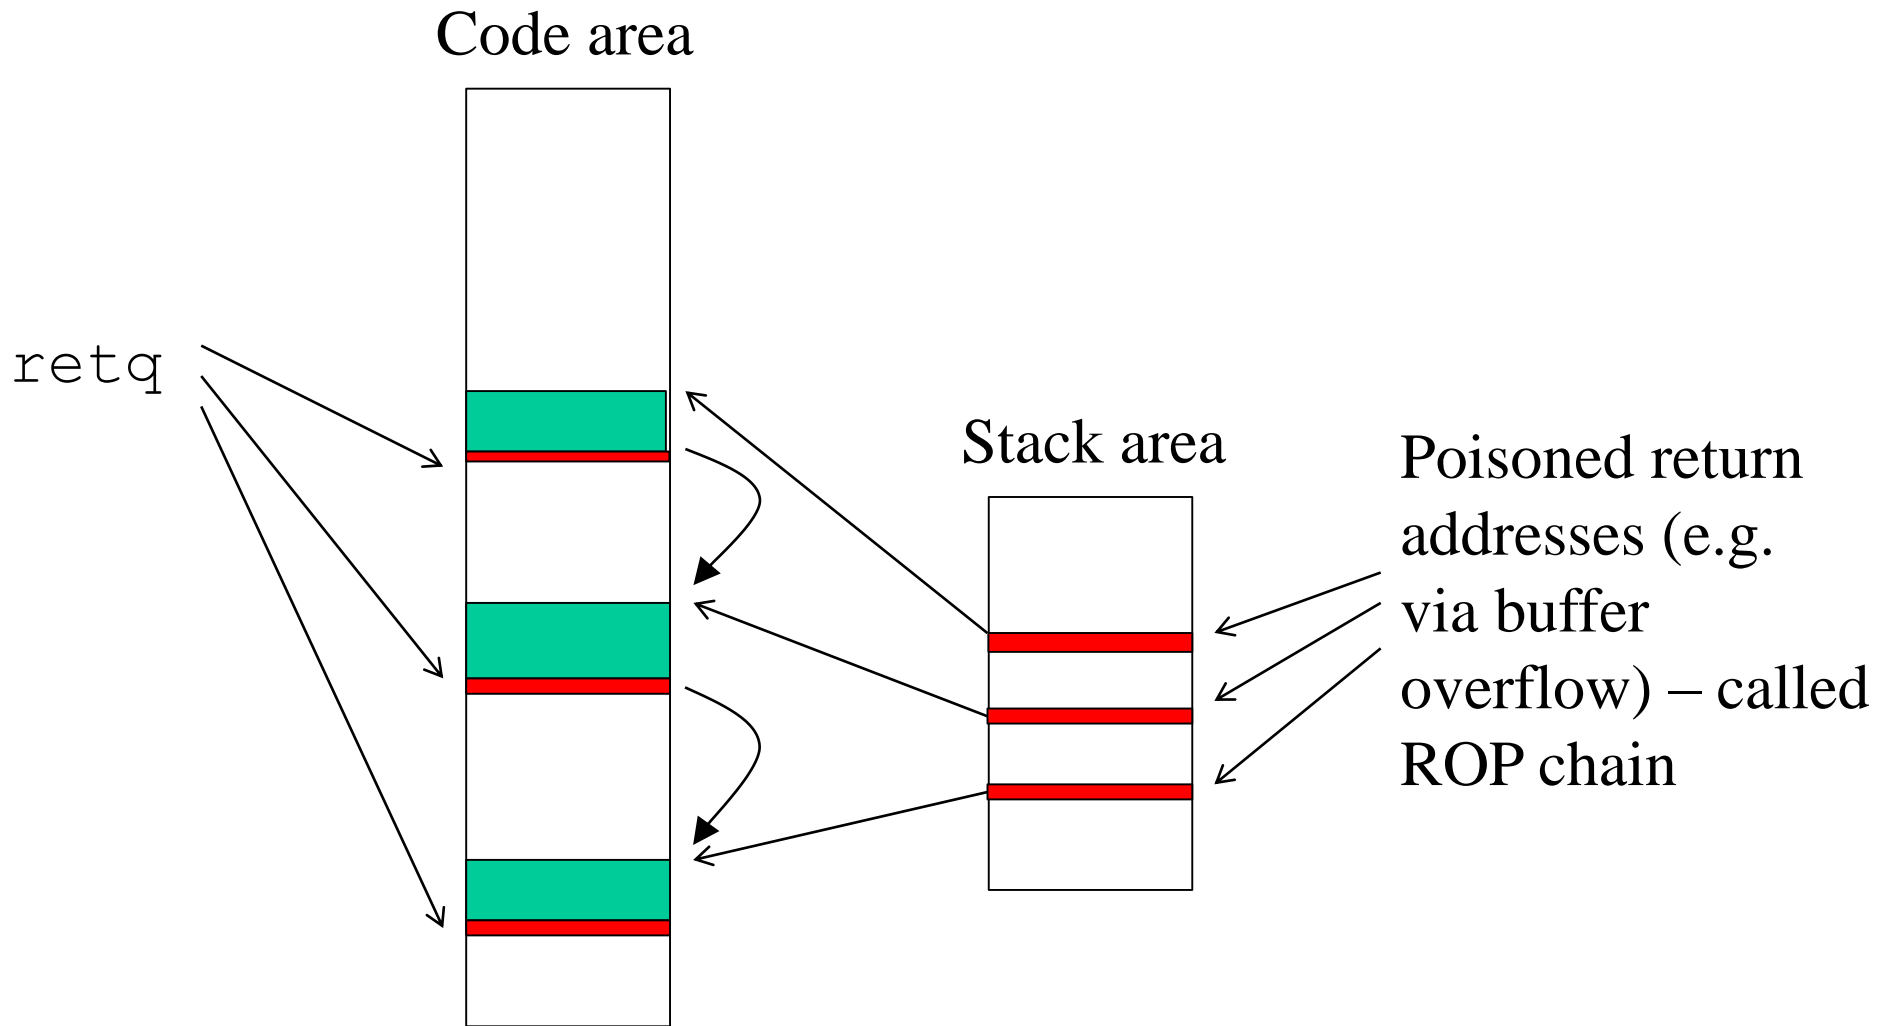 Code area
retq
Stack area
Poisoned return
addresses (e.g.
via buffer
overflow) – called
ROP chain